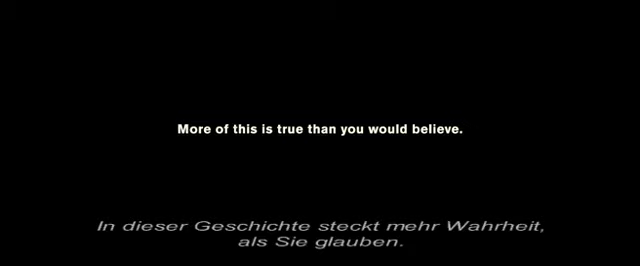 More of this is true than you would believe.
In dieser Geschichte steckt mehr Wahrheit,
als Sie glauben.